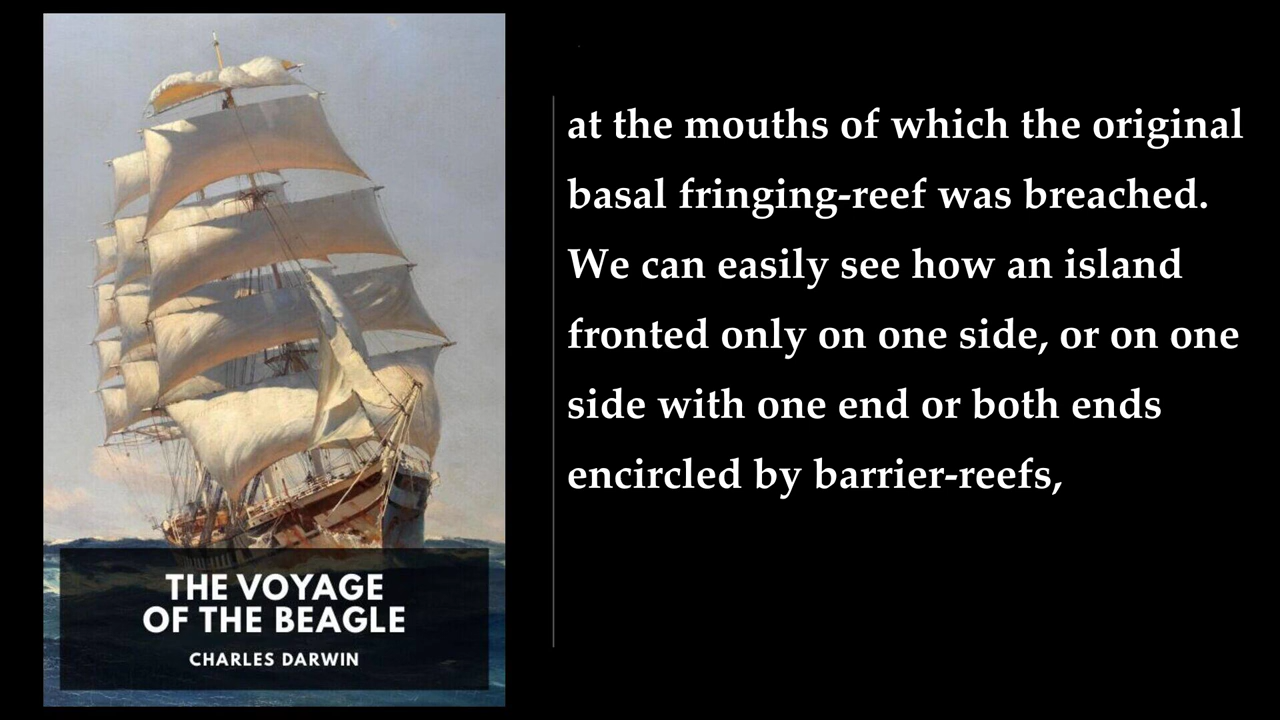 THE VOYAGE
OF THE BEAGLE
CHARLES DARWIN
at the mouths of which the original
basal fringing-reef was breached.
We can easily see how an island
fronted only on one side, or on one
side with one end or both ends
encircled by barrier-reefs,